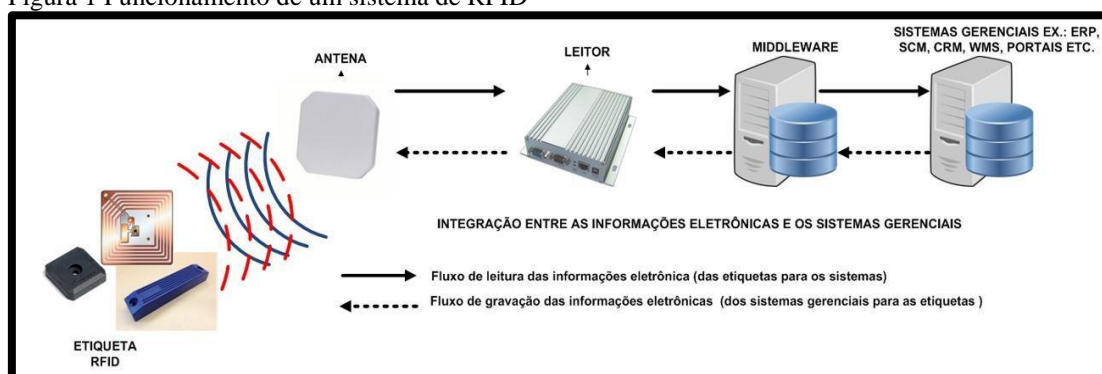 Figura 1 Funcionamento de um sistema de RFID
SISTEMAS GERENCIAIS EX.: ERP,
SCM, CRM, WMS, PORTAIS ETC.
MIDDLEWARE
LEITOR
ANTENA
INTEGRAÇÃO ENTRE AS INFORMAÇÕES ELETRÔNICAS E OS SISTEMAS GERENCIAIS
Fluxo de leitura das informações eletrônica (das etiquetas para os sistemas)
Fluxo de gravação das informações eletrônicas (dos sistemas gerenciais para as etiquetas )
ETIQUETA
RFID